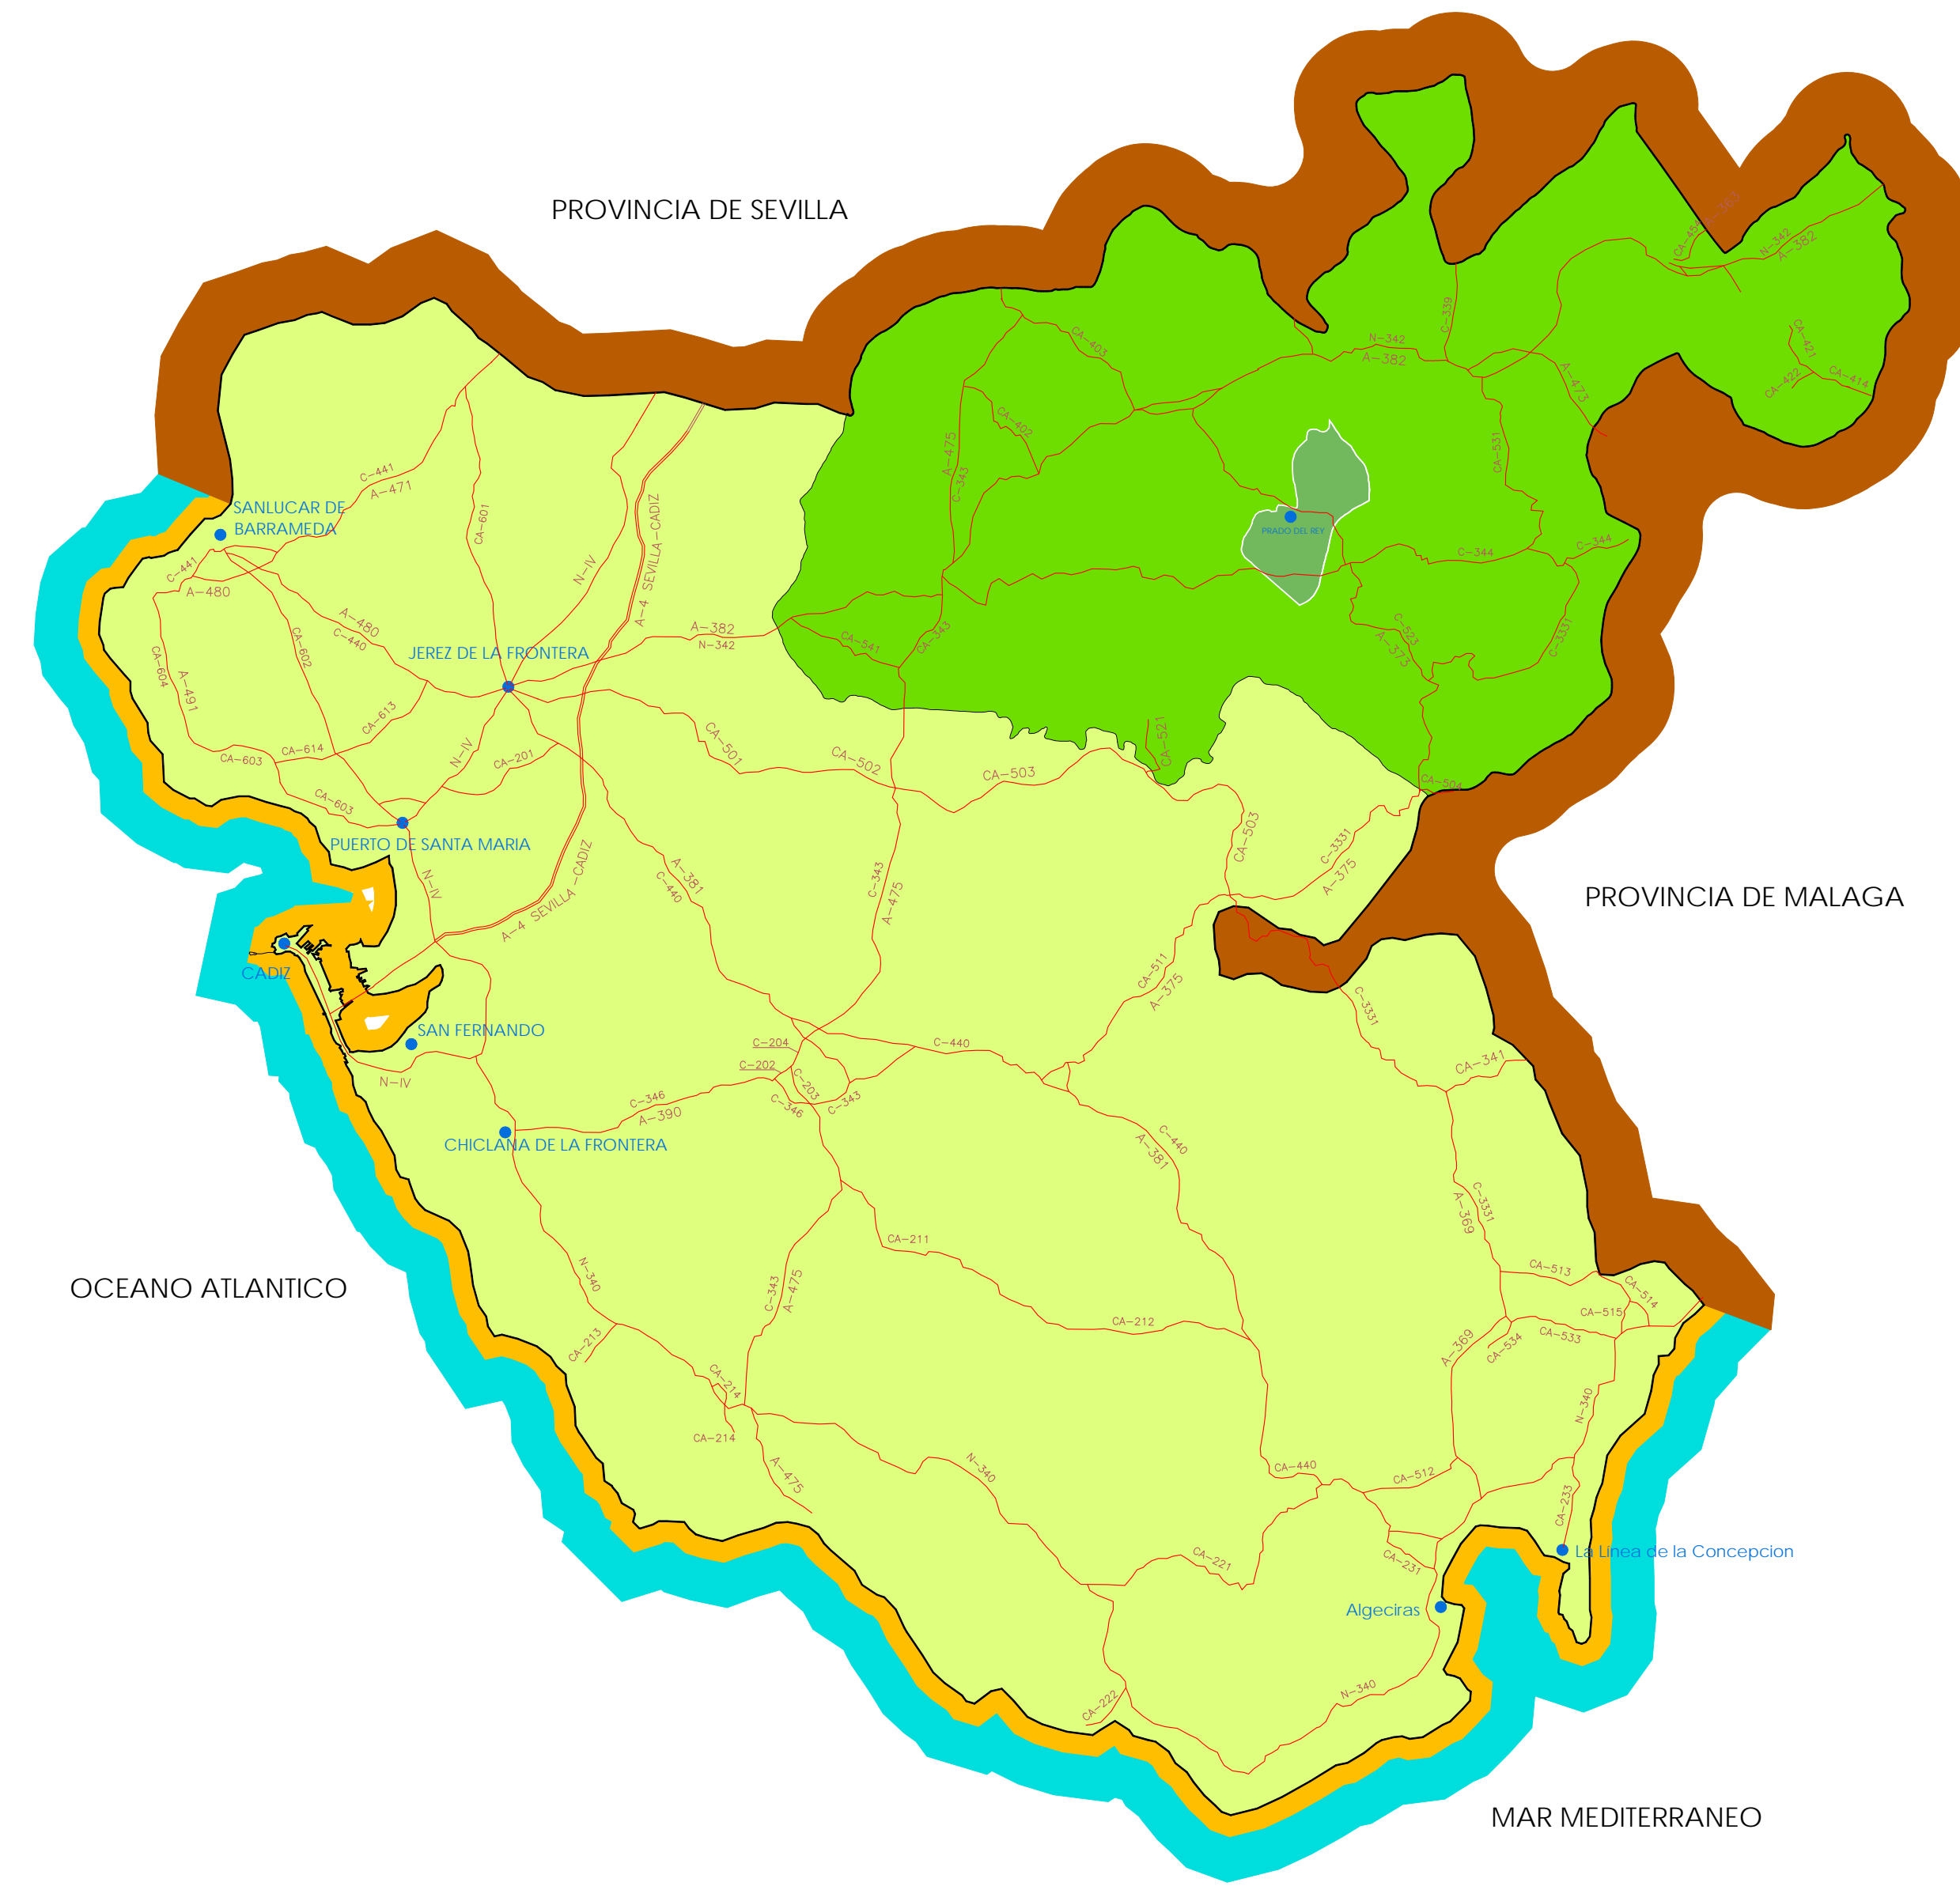 PROVINCIA DE SEVILLA
A-363
CA-45
N-342
A-382
C-339
CA-403
N-342
A-382
CA-421
CA-422
CA-414
A-473
CA-402
A-475
C-343
CA-531
C-441
A-471
CA-601
A-4 SEVILLA-CADIZ
SANLUCAR DE
BARRAMEDA
PRADO DEL REY
C-344
C-344
C-441
A-480
N-IV
A-480
C-440
CA-602
A-382
N-342
CA-541
CA-343
C-523
A-373
C-3331
JEREZ DE LA FRONTERA
CA-604
A-491
CA-613
CA-614
CA-603
N-IV
CA-201
CA-501
CA-502
CA-503
CA-521
CA-504
CA-603
PUERTO DE SANTA MARIA
CA-503
C-3331
A-375
N-IV
A-4 SEVILLA-CADIZ
A-381
C-440
C-343
A-475
PROVINCIA DE MALAGA
CADIZ
CA-511
A-375
C-3331
SAN FERNANDO
N-IV
C-204
C-202
C-203
C-440
CA-341
C-346
A-390
C-346
C-343
CHICLANA DE LA FRONTERA
C-440
A-381
C-3331
A-369
CA-211
OCEANO ATLANTICO
N-340
C-343
A-475
CA-513
CA-514
CA-212
CA-515
CA-213
A-369
CA-534
CA-533
CA-214
N-340
CA-214
A-475
N-340
CA-440
CA-512
CA-233
CA-221
CA-231
La Línea de la Concepcion
Algeciras
CA-222
N-340
MAR MEDITERRANEO